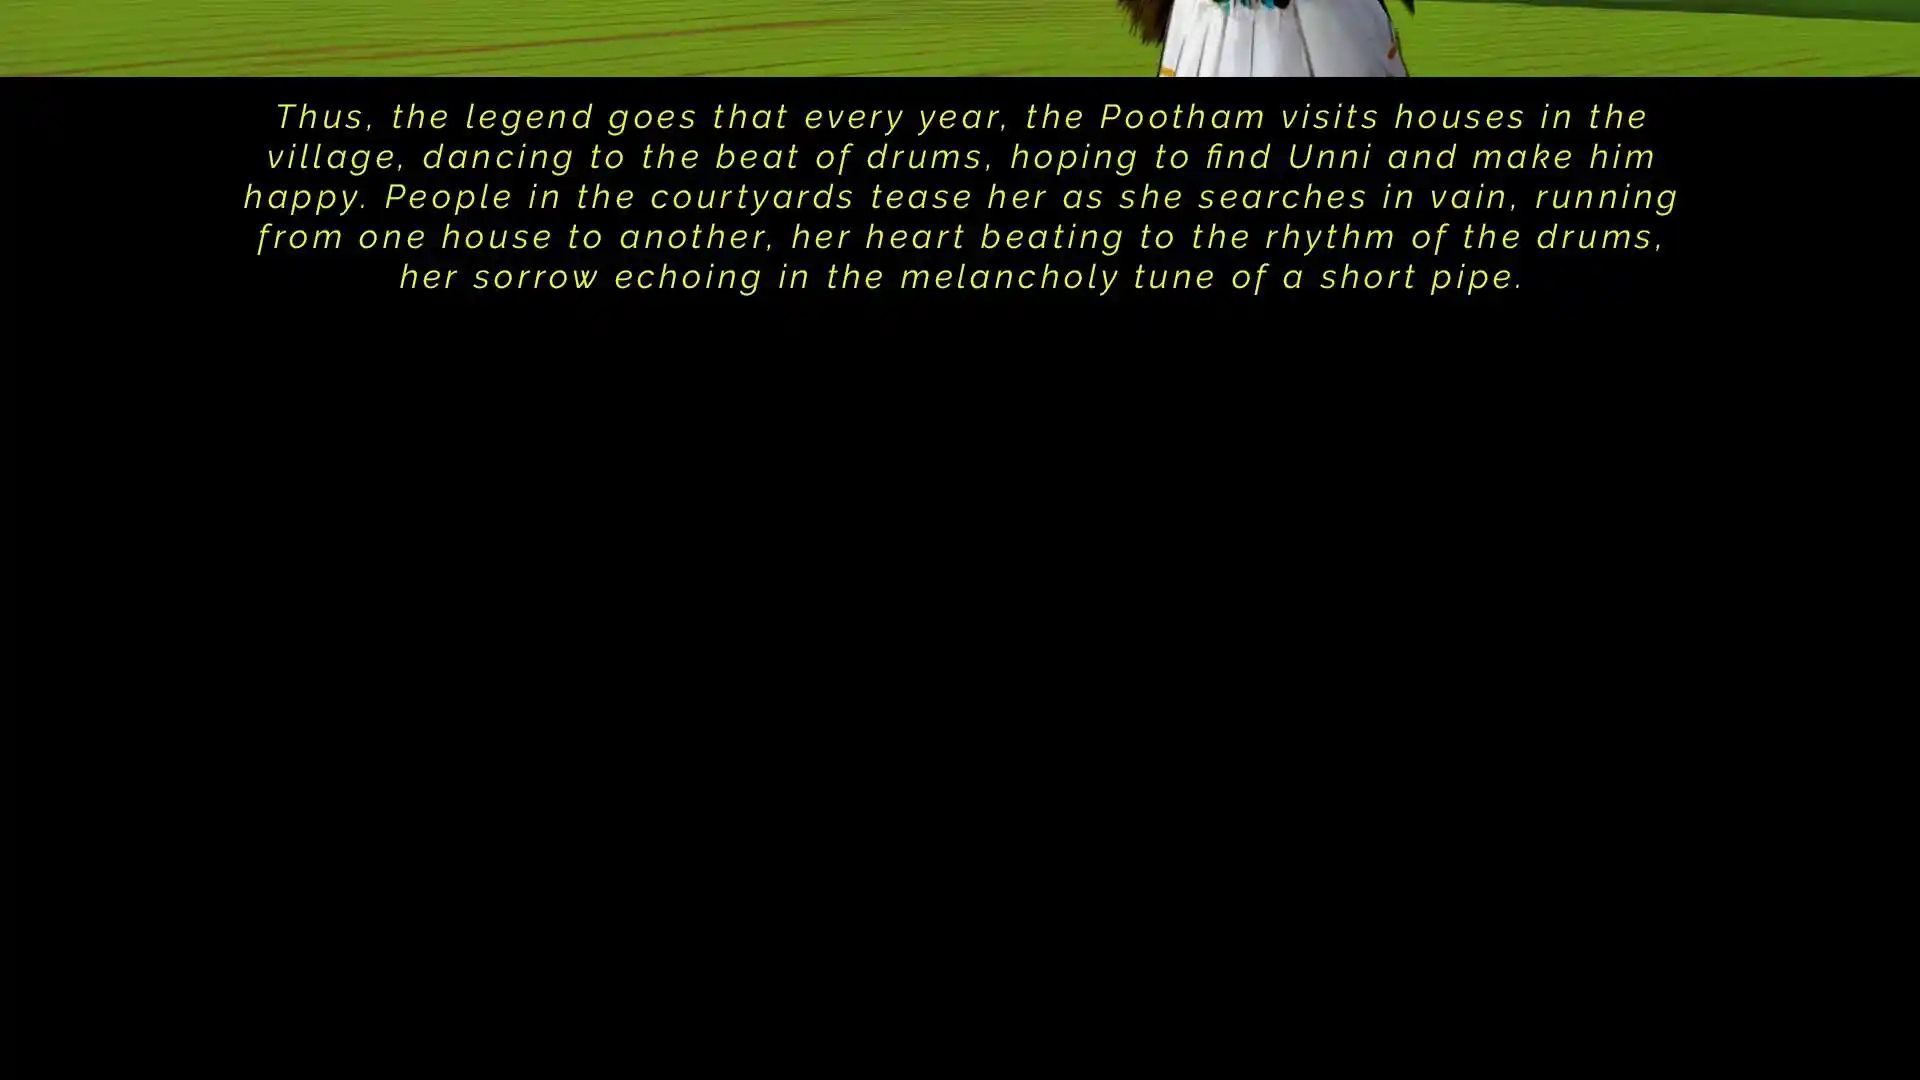 Thus, the legend goes that every year, the Pootham visits houses in the
village, dancing to the beat of drums, hoping to find Unni and make him
happy. People in the courtyards tease her as she searches in vain, running
from one house to another, her heart beating to the rhythm of the drums,
her sorrow echoing in the melancholy tune of a short pipe.